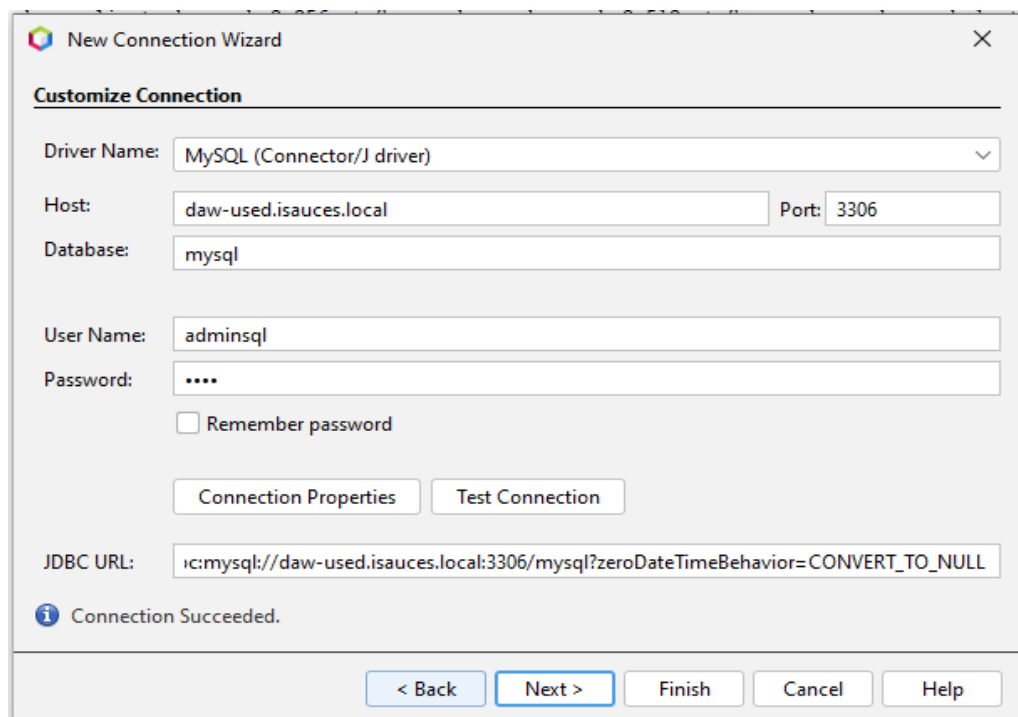 New Connection Wizard
Customize Connection
Driver Name: MySQL (Connector/J driver)
Host: daw-used.isauces.local Port: 3306
Database: mysql
User Name: adminsql
Password: ••••
Remember password
Connection Properties Test Connection
JDBC URL: c:mysql://daw-used.isauces.local:3306/mysql?zeroDateTimeBehavior=CONVERT_TO_NULL
Connection Succeeded.
< Back Next > Finish Cancel Help